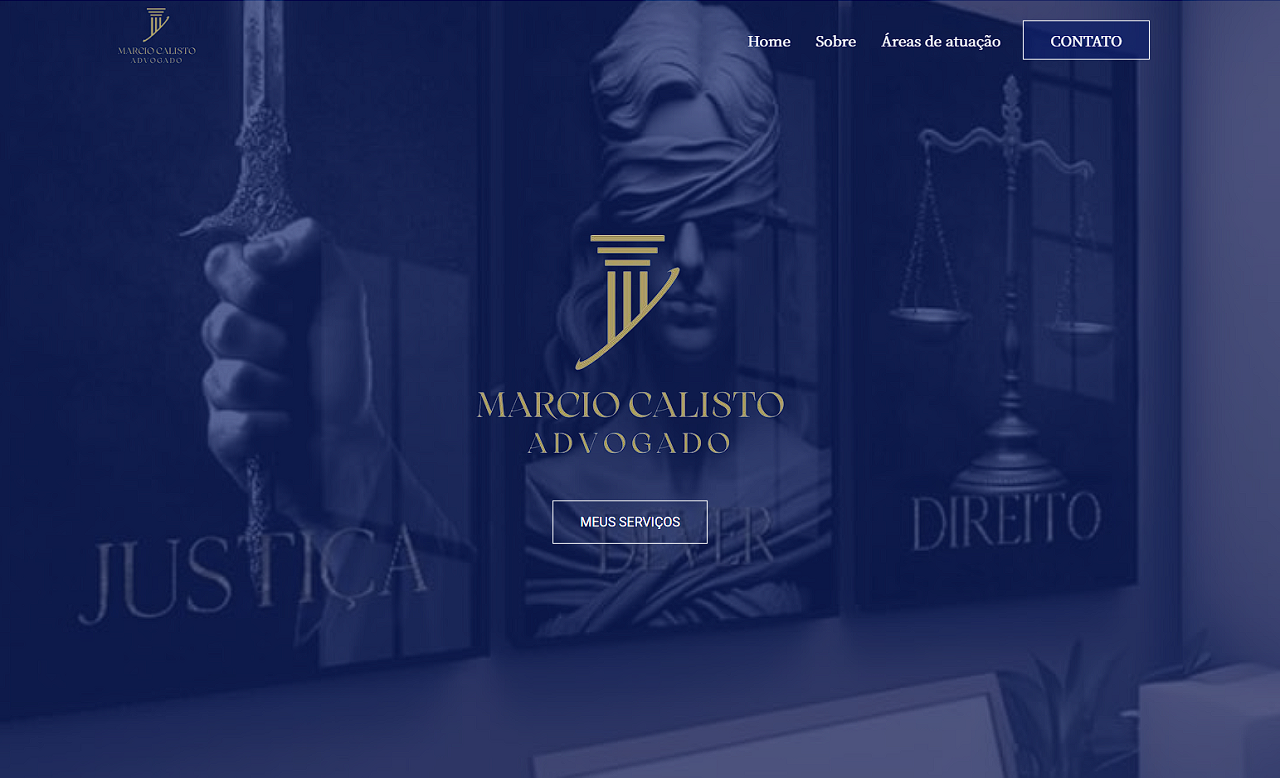 MARCIO CALISTO
ADVOGADO
Home
Sobre
Áreas de atuação
CONTATO
MARCIO CALISTO
ADVOGADO
MEUS SERVIÇOS
JUSTIÇA
DEVER
DIREITO